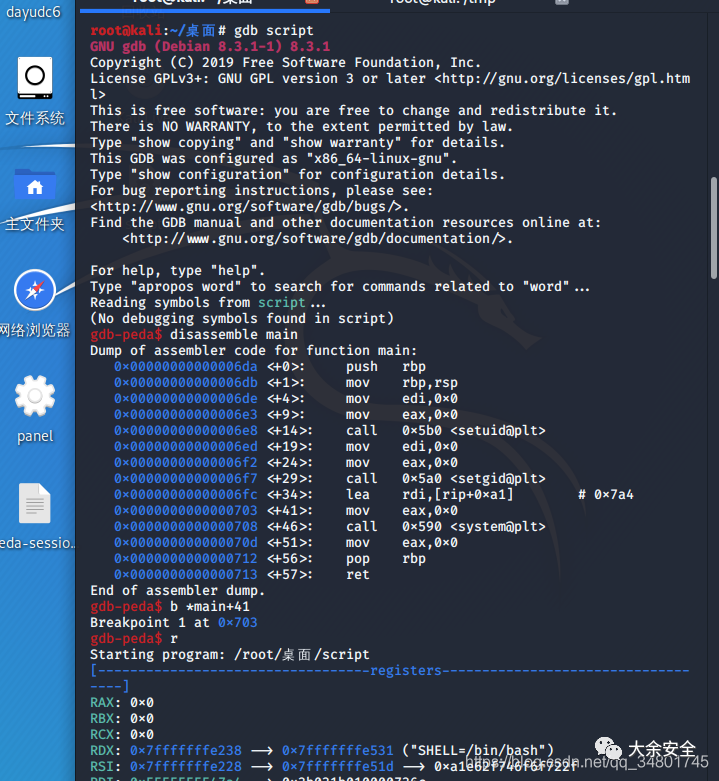 dayudc6
文件系统
主文件夹
网络浏览器
panel
eda-sessio..
root@kali:~/桌面# gdb script
GNU gdb (Debian 8.3.1-1) 8.3.1
Copyright (C) 2019 Free Software Foundation, Inc.
License GPLv3+: GNU GPL version 3 or later <http://gnu.org/licenses/gpl.htm
l>
This is free software: you are free to change and redistribute it.
There is NO WARRANTY, to the extent permitted by law.
Type "show copying" and "show warranty" for details.
This GDB was configured as "x86_64-linux-gnu".
Type "show configuration" for configuration details.
For bug reporting instructions, please see:
<http://www.gnu.org/software/gdb/bugs/>.
Find the GDB manual and other documentation resources online at:
    <http://www.gnu.org/software/gdb/documentation/>.
For help, type "help".
Type "apropos word" to search for commands related to "word"...
Reading symbols from script...
(No debugging symbols found in script)
gdb-peda$ disassemble main
Dump of assembler code for function main:
   0x00000000000006da <+0>:     push   rbp
   0x00000000000006db <+1>:     mov    rbp,rsp
   0x00000000000006de <+4>:     mov    edi,0x0
   0x00000000000006e3 <+9>:     mov    eax,0x0
   0x00000000000006e8 <+14>:    call   0x5b0 <setuid@plt>
   0x00000000000006ed <+19>:    mov    edi,0x0
   0x00000000000006f2 <+24>:    mov    eax,0x0
   0x00000000000006f7 <+29>:    call   0x5a0 <setgid@plt>
   0x00000000000006fc <+34>:    lea    rdi,[rip+0xa1]        # 0x7a4
   0x0000000000000703 <+41>:    mov    eax,0x0
   0x0000000000000708 <+46>:    call   0x590 <system@plt>
   0x000000000000070d <+51>:    mov    eax,0x0
   0x0000000000000712 <+56>:    pop    rbp
   0x0000000000000713 <+57>:    ret
End of assembler dump.
gdb-peda$ b *main+41
Breakpoint 1 at 0x703
gdb-peda$ r
Starting program: /root/桌面/script
[----------------------------------registers-------------------------------
----]
RAX: 0x0
RBX: 0x0
RCX: 0x0
RDX: 0x7fffffffe238 --> 0x7fffffffe531 ("SHELL=/bin/bash")
RSI: 0x7fffffffe228 --> 0x7fffffffe51d --> 0xa1e62f746f6f722f
大余安全
https://blog.csdn.net/qq_34801745